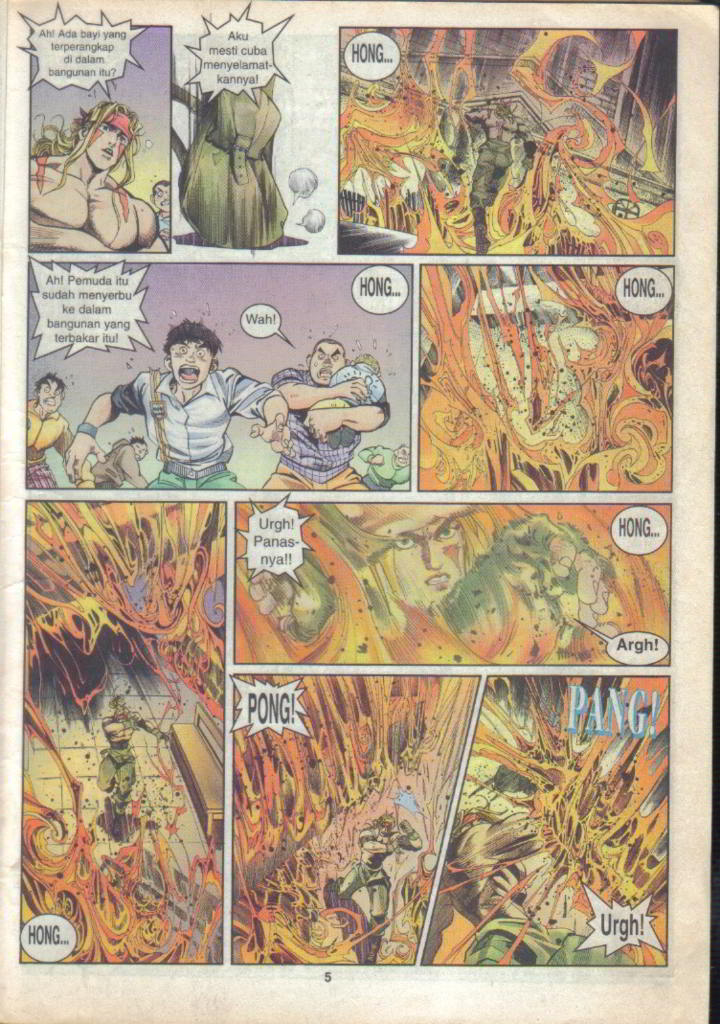 Ah! Ada bayi yang
terperangkap
di dalam
bangunan itu?
Aku
mesti cuba
menyelamat-
kannya!
HONG...
Ah! Pemuda itu
sudah menyerbu
ke dalam
bangunan yang
terbakar itu!
Wah!
HONG...
HONG...
HONG...
Urgh!
Panas-
nya!!
HONG...
Argh!
PONG!
PANG!
Urgh!
5